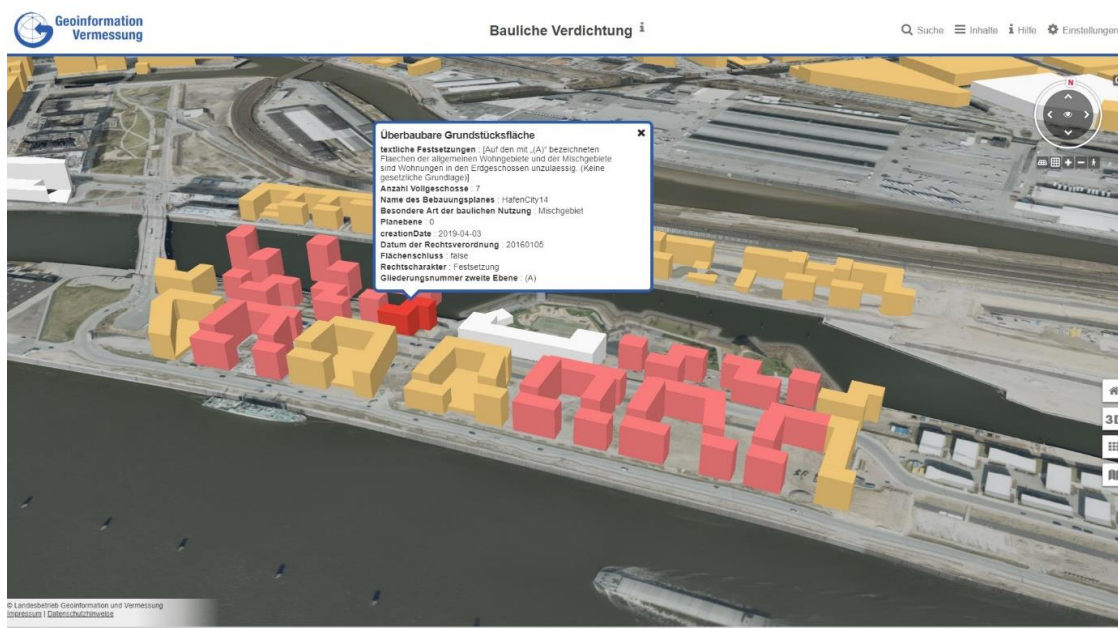 Geoinformation
Vermessung
Bauliche Verdichtung i
Suche
Inhalte
i Hilfe
Einstellungen
N
Überbaubare Grundstücksfläche
textliche Festsetzungen : [Auf den mit „(A)“ bezeichneten
Flaechen der allgemeinen Wohngebiete und der Mischgebiete
sind Wohnungen in den Erdgeschossen unzulaessig. (Keine
gesetzliche Grundlage)]
Anzahl Vollgeschosse : 7
Name des Bebauungsplanes : HafenCity14
Besondere Art der baulichen Nutzung : Mischgebiet
Planebene : 0
creationDate : 2019-04-03
Datum der Rechtsverordnung : 20160105
Flächenschluss : false
Rechtscharakter : Festsetzung
Gliederungsnummer zweite Ebene : (A)
3D
© Landesbetrieb Geoinformation und Vermessung
Impressum | Datenschutzhinweise